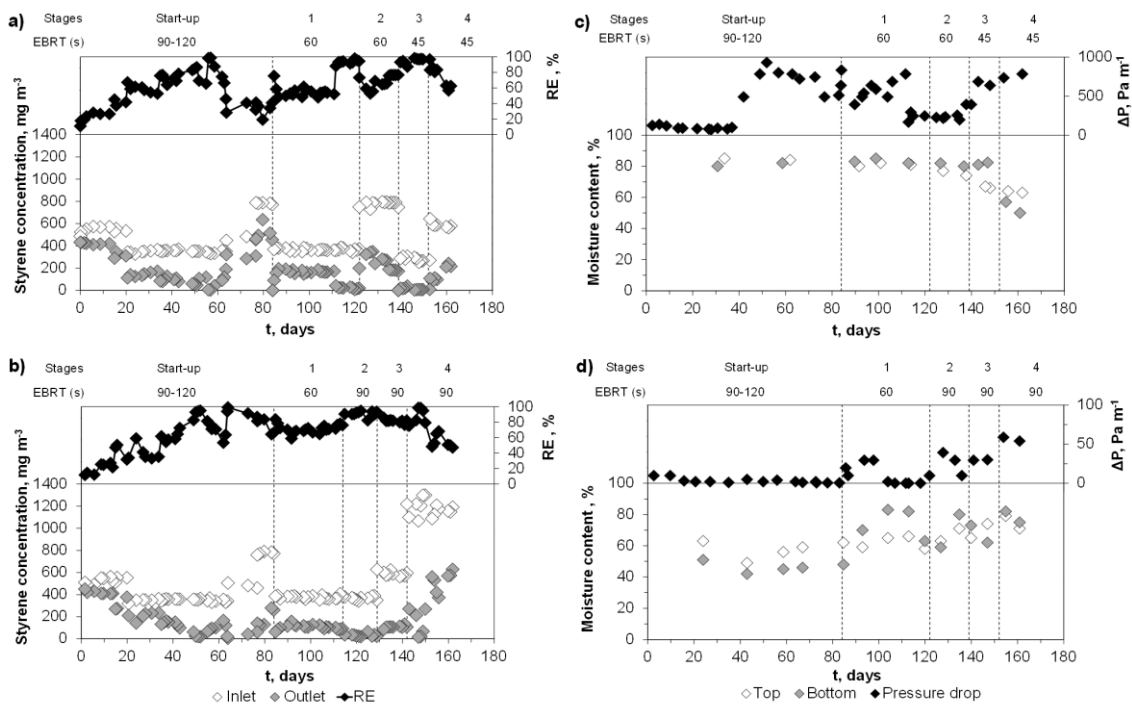 a)
Stages Start-up 1 2 3 4
EBRT (s) 90-120 60 60 45 45
100
80
60
40
20
0
RE , %
1400
1200
1000
800
600
400
200
0
Styrene concentration, mg m-3
0 20 40 60 80 100 120 140 160 180
t, days
c)
Stages Start-up 1 2 3 4
EBRT (s) 90-120 60 60 45 45
1000
500
0
ΔP, Pa m-1
100
80
60
40
20
0
Moisture content , %
0 20 40 60 80 100 120 140 160 180
t, days
b)
Stages Start-up 1 2 3 4
EBRT (s) 90-120 60 90 90 90
100
80
60
40
20
0
RE, %
1400
1200
1000
800
600
400
200
0
Styrene concentration, mg m-3
0 20 40 60 80 100 120 140 160 180
t, days
Inlet Outlet RE
d)
Stages Start-up 1 2 3 4
EBRT (s) 90-120 60 90 90 90
100
50
0
ΔP, Pa m-1
100
80
60
40
20
0
Moisture content , %
0 20 40 60 80 100 120 140 160 180
t, days
Top Bottom Pressure drop